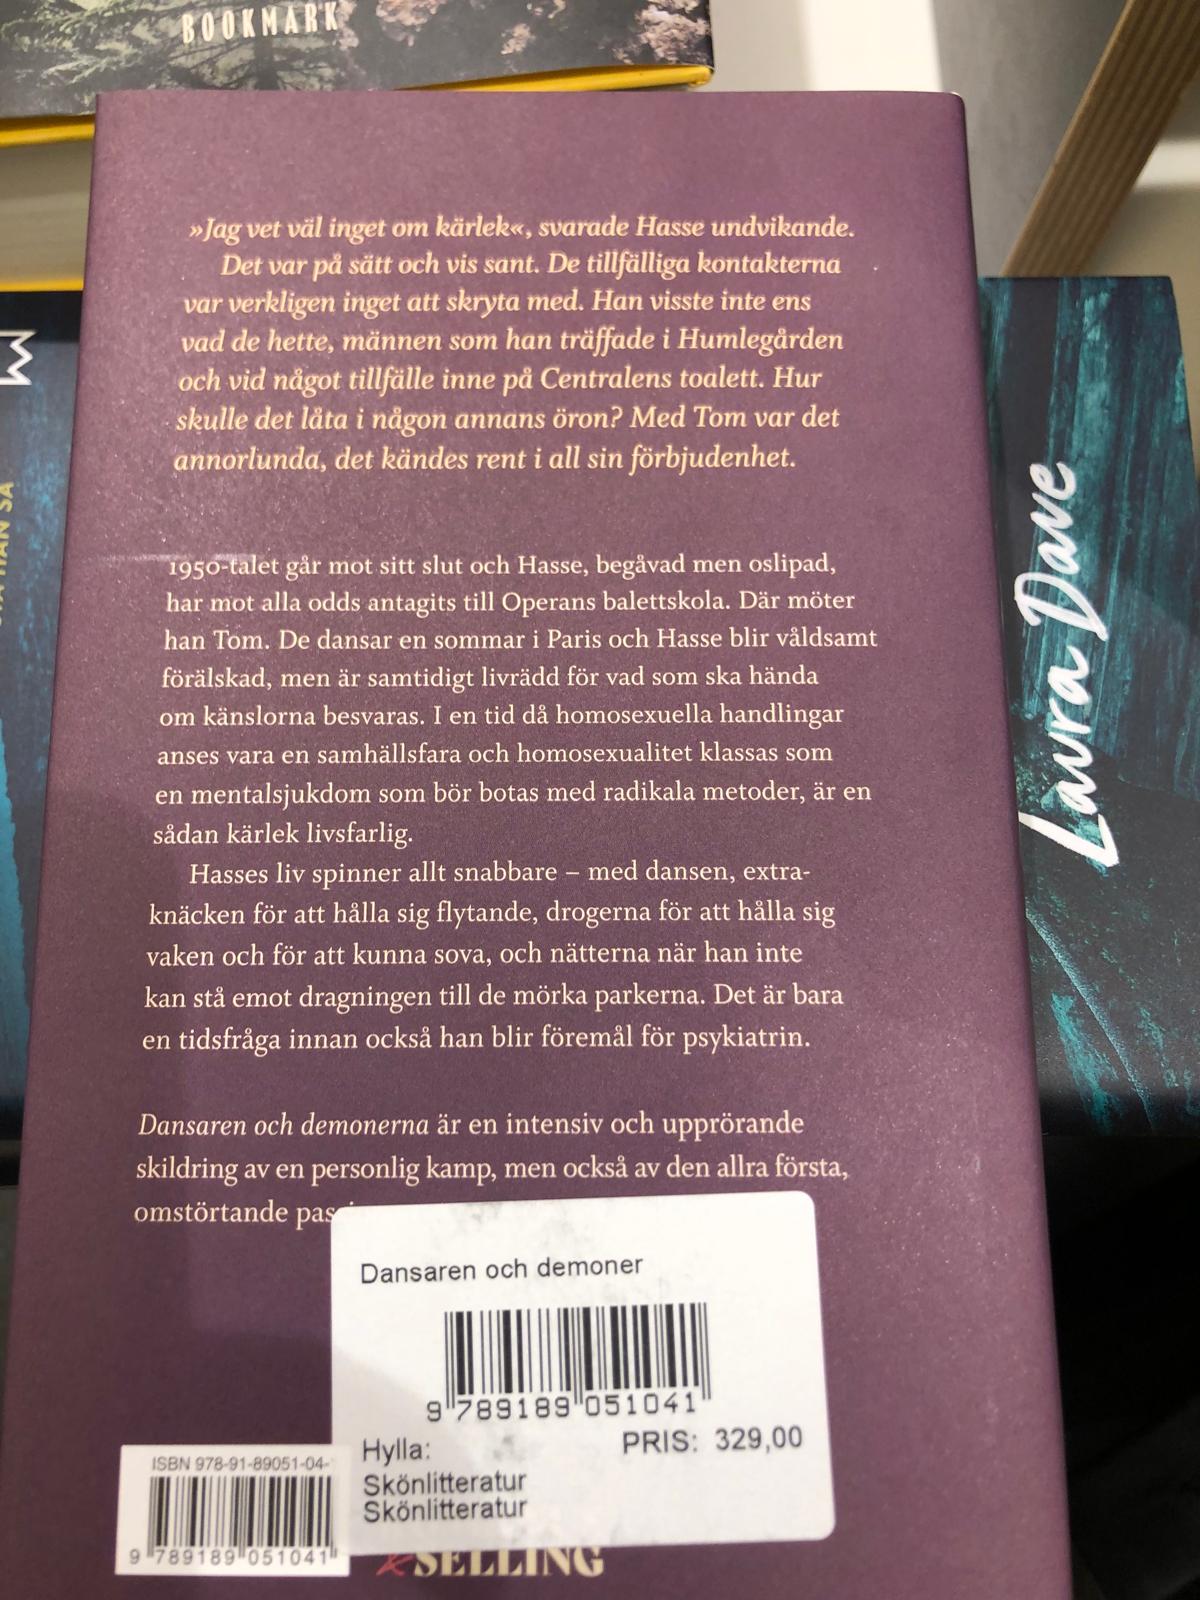 BOOKMARK
»Jag vet väl inget om kärlek«, svarade Hasse undvikande.
Det var på sätt och vis sant. De tillfälliga kontakterna
var verkligen inget att skryta med. Han visste inte ens
vad de hette, männen som han träffade i Humlegården
och vid något tillfälle inne på Centralens toalett. Hur
skulle det låta i någon annans öron? Med Tom var det
annorlunda, det kändes rent i all sin förbjudenhet.
1950-talet går mot sitt slut och Hasse, begåvad men oslipad,
har mot alla odds antagits till Operans balettskola. Där möter
han Tom. De dansar en sommar i Paris och Hasse blir våldsamt
förälskad, men är samtidigt livrädd för vad som ska hända
om känslorna besvaras. I en tid då homosexuella handlingar
anses vara en samhällsfara och homosexualitet klassas som
en mentalsjukdom som bör botas med radikala metoder, är en
sådan kärlek livsfarlig.
Hasses liv spinner allt snabbare – med dansen, extra-
knäcken för att hålla sig flytande, drogerna för att hålla sig
vaken och för att kunna sova, och nätterna när han inte
kan stå emot dragningen till de mörka parkerna. Det är bara
en tidsfråga innan också han blir föremål för psykiatrin.
Dansaren och demonerna är en intensiv och upprörande
skildring av en personlig kamp, men också av den allra första,
omstörtande
Dansaren och demoner
9 789189 051041
Hylla: PRIS: 329,00
Skönlitteratur
Skönlitteratur
ISBN 978-91-89051-04-
9 789189 051041
SELLING
Laura Dave